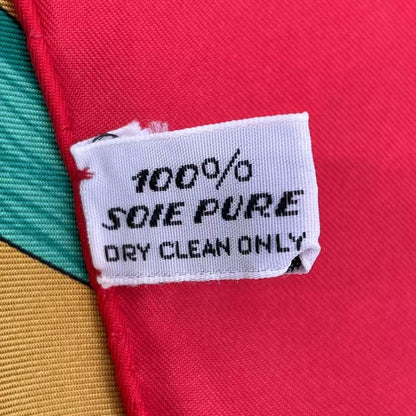 100%
SOIE PURE
DRY CLEAN ONLY